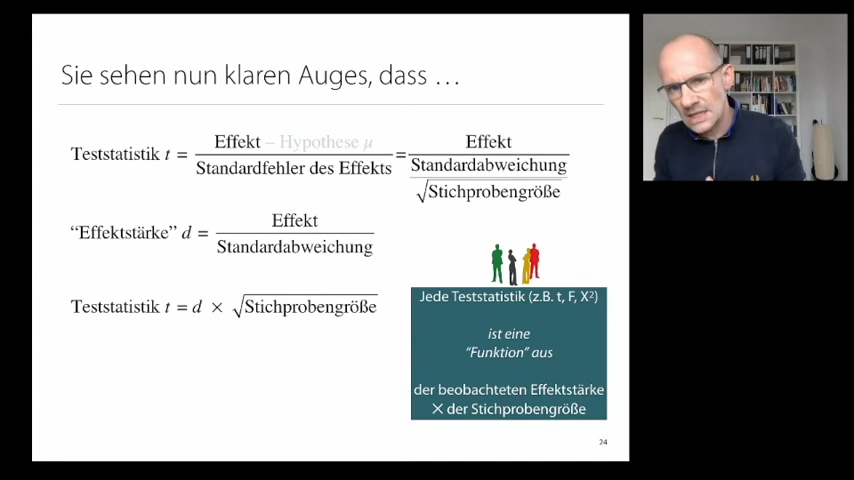 Sie sehen nun klaren Auges, dass …
Teststatistik t = Effekt – Hypothese μ / Standardfehler des Effekts = Effekt / Standardabweichung / √Stichprobengröße
“Effektstärke” d = Effekt / Standardabweichung
Teststatistik t = d × √Stichprobengröße
Jede Teststatistik (z.B. t, F, X²)
ist eine
“Funktion” aus
der beobachteten Effektstärke
× der Stichprobengröße
24